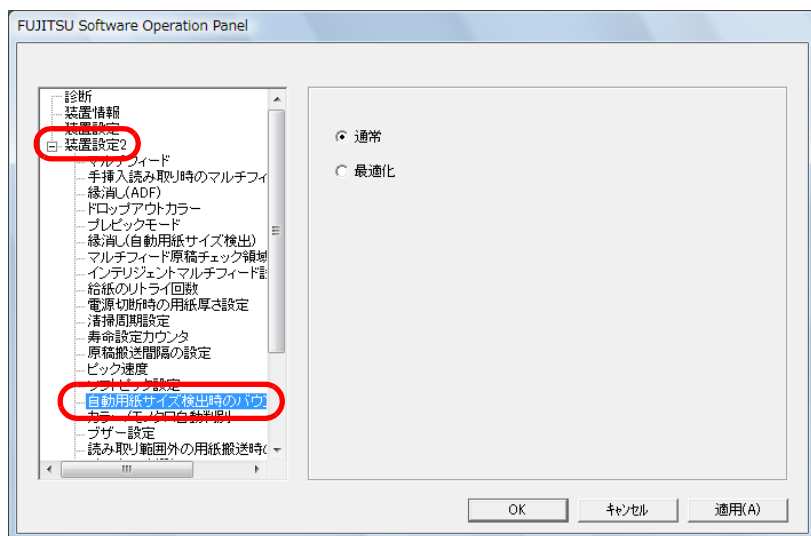 FUJITSU Software Operation Panel
診断
装置情報
装置設定
装置設定2
マルチフィード
手挿入読み取り時のマルチフィ
縁消し(ADF)
ドロップアウトカラー
プレピックモード
縁消し(自動用紙サイズ検出)
マルチフィード原稿チェック領域
インテリジェントマルチフィード
給紙のリトライ回数
電源切断時の用紙厚さ設定
清掃周期設定
寿命設定カウンタ
原稿搬送間隔の設定
ピック速度
ソフトピック設定
自動用紙サイズ検出時のバウ
カラー/モノクロ自動判別
ブザー設定
読み取り範囲外の用紙搬送時
通常
最適化
OK
キャンセル
適用(A)